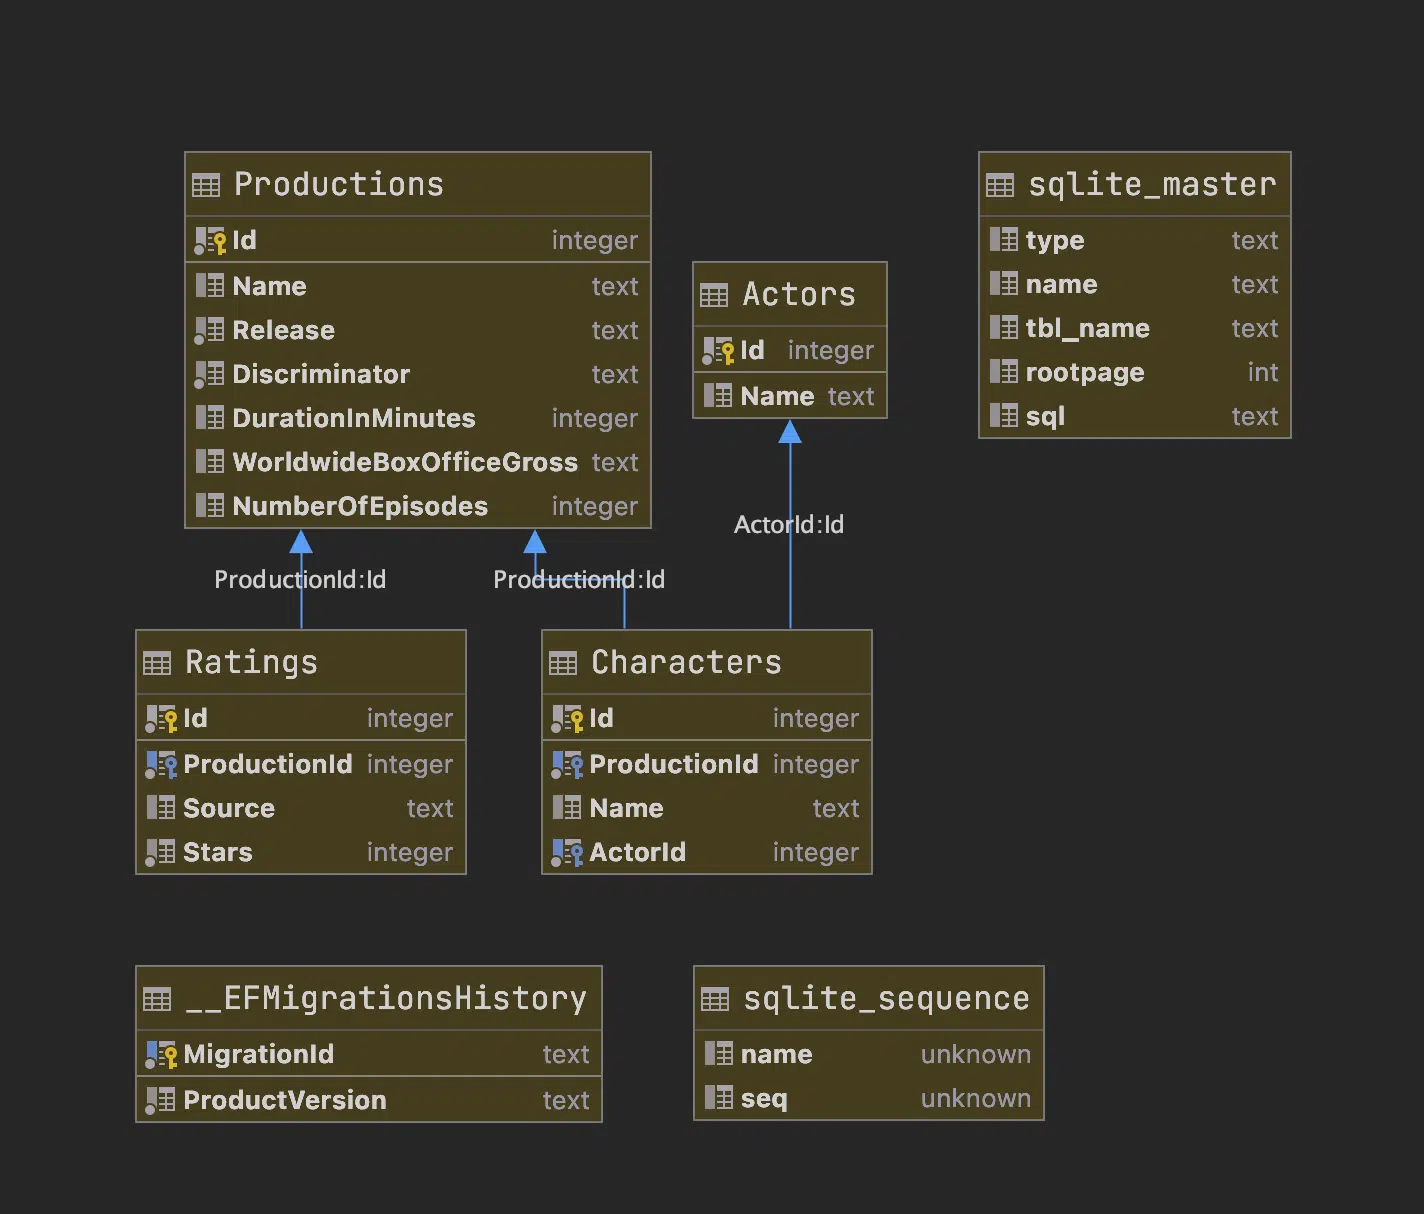 Productions
Id integer
Name text
Release text
Discriminator text
DurationInMinutes integer
WorldwideBoxOfficeGross text
NumberOfEpisodes integer
Actors
Id integer
Name text
sqlite_master
type text
name text
tbl_name text
rootpage int
sql text
ProductionId:Id
ProductionId:Id
ActorId:Id
Ratings
Id integer
ProductionId integer
Source text
Stars integer
Characters
Id integer
ProductionId integer
Name text
ActorId integer
__EFMigrationsHistory
MigrationId text
ProductVersion text
sqlite_sequence
name unknown
seq unknown